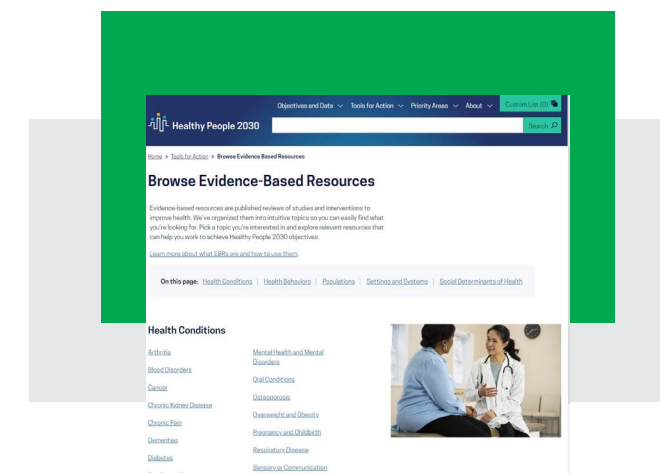 Objectives and Data Tools for Action Priority Areas About Custom List (0)
Healthy People 2030
Search
Home > Tools for Action > Browse Evidence Based Resources
Browse Evidence-Based Resources
Evidence-based resources are published reviews of studies and interventions to
improve health. We've organized them into intuitive topics so you can easily find what
you're looking for. Pick a topic you're interested in and explore relevant resources that
can help you work to achieve Healthy People 2030 objectives.
Learn more about what EBRs are and how to use them.
On this page: Health Conditions | Health Behaviors | Populations | Settings and Systems | Social Determinants of Health
Health Conditions
Arthritis
Blood Disorders
Cancer
Chronic Kidney Disease
Chronic Pain
Dementias
Diabetes
Mental Health and Mental
Disorders
Oral Conditions
Osteoporosis
Overweight and Obesity
Pregnancy and Childbirth
Respiratory Disease
Sensory or Communication